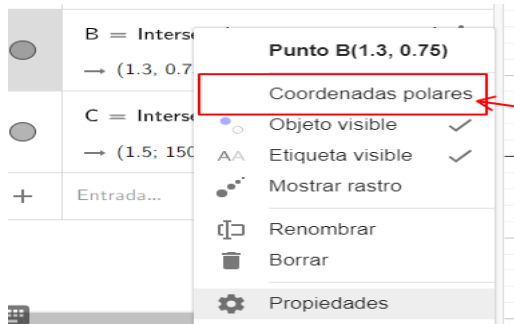 B = Interse
→ (1.3, 0.7
C = Interse
→ (1.5; 150
+ Entrada...
Punto B(1.3, 0.75)
Coordenadas polares
Objeto visible
AA Etiqueta visible
Mostrar rastro
Renombrar
Borrar
Propiedades